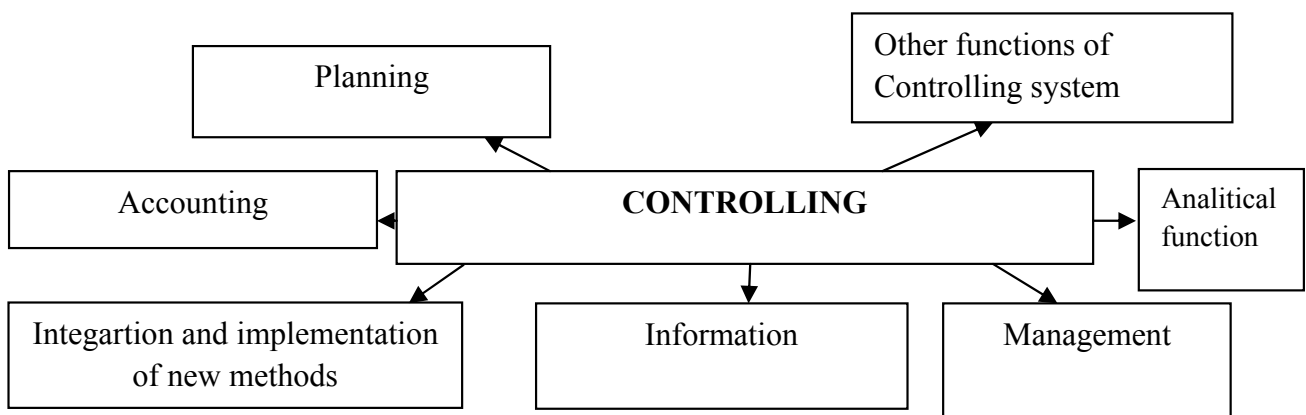 Planning
Other functions of
Controlling system
Accounting
CONTROLLING
Analitical
function
Integartion and implementation
of new methods
Information
Management